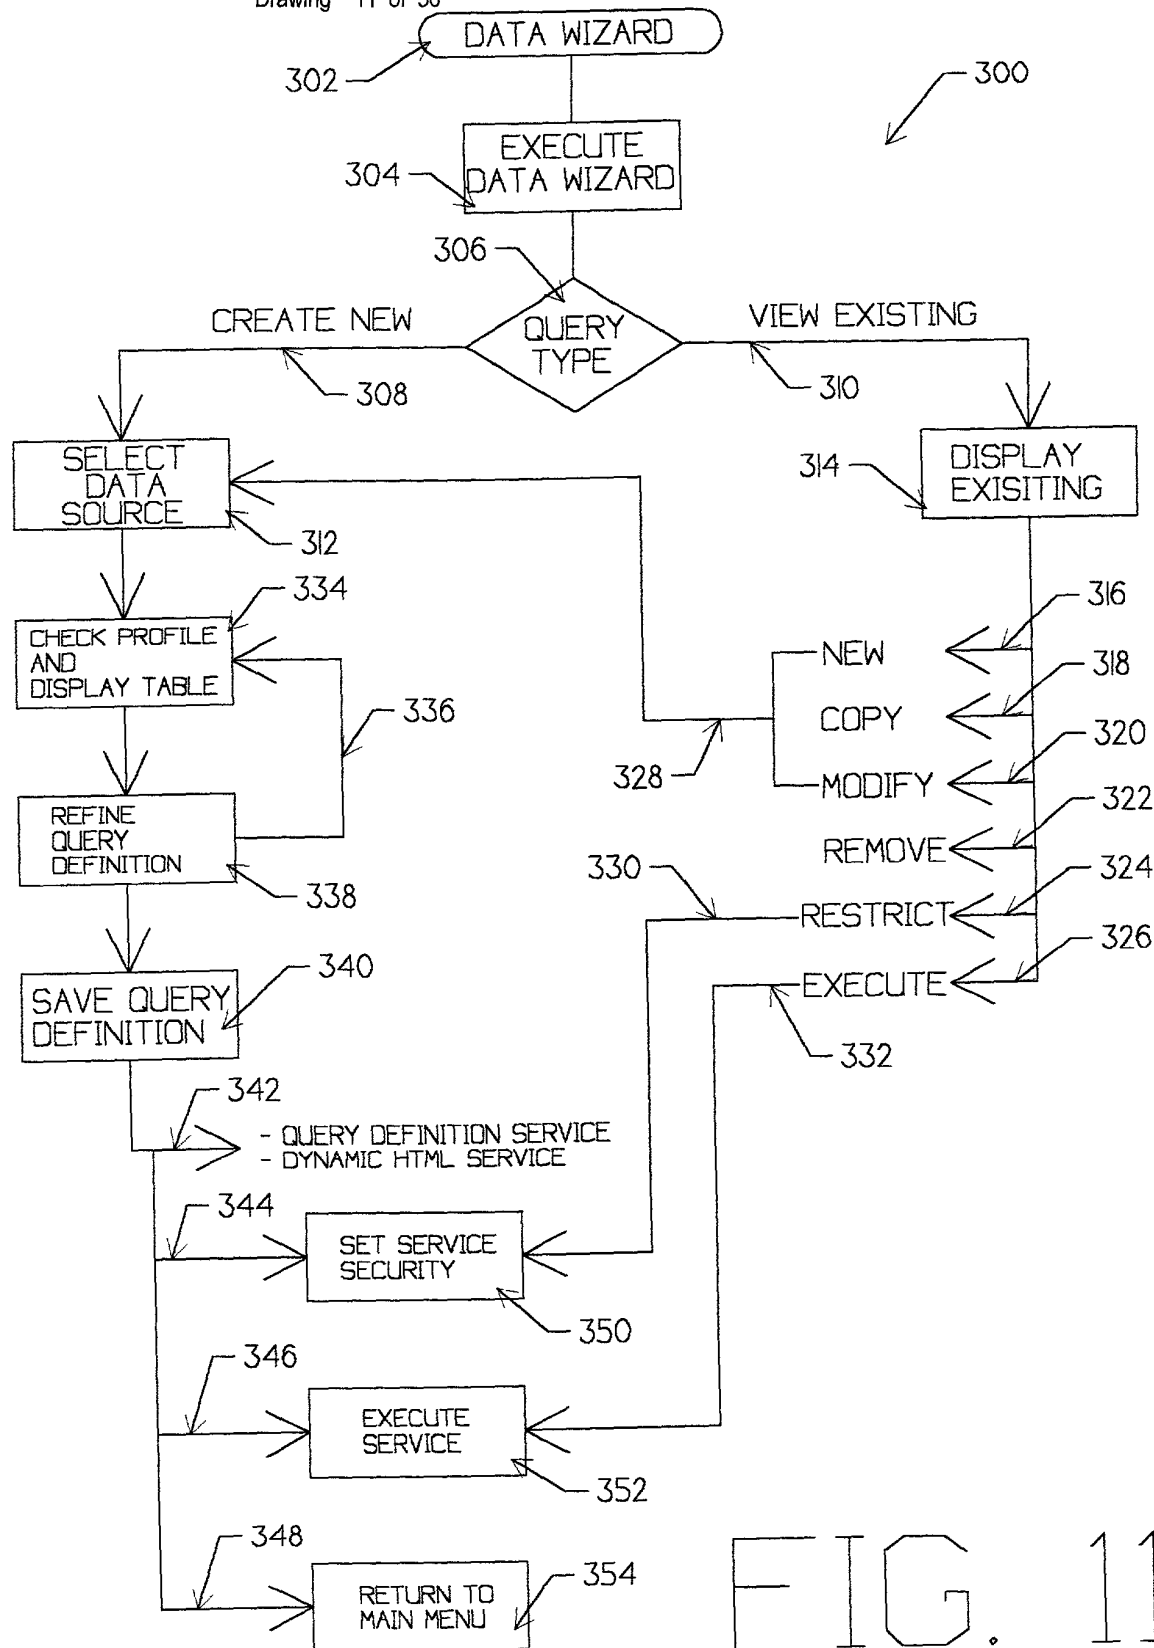 Drawing 11 of 58
DATA WIZARD
302
300
EXECUTE
DATA WIZARD
304
306
CREATE NEW
QUERY
TYPE
VIEW EXISTING
308
310
SELECT
DATA
SOURCE
312
314
DISPLAY
EXISITING
334
CHECK PROFILE
AND
DISPLAY TABLE
336
316
NEW
318
COPY
320
328
MODIFY
322
REMOVE
REFINE
QUERY
DEFINITION
338
330
324
RESTRICT
326
EXECUTE
332
340
SAVE QUERY
DEFINITION
342
- QUERY DEFINITION SERVICE
- DYNAMIC HTML SERVICE
344
SET SERVICE
SECURITY
350
346
EXECUTE
SERVICE
352
348
RETURN TO
MAIN MENU
354
FIG. 11